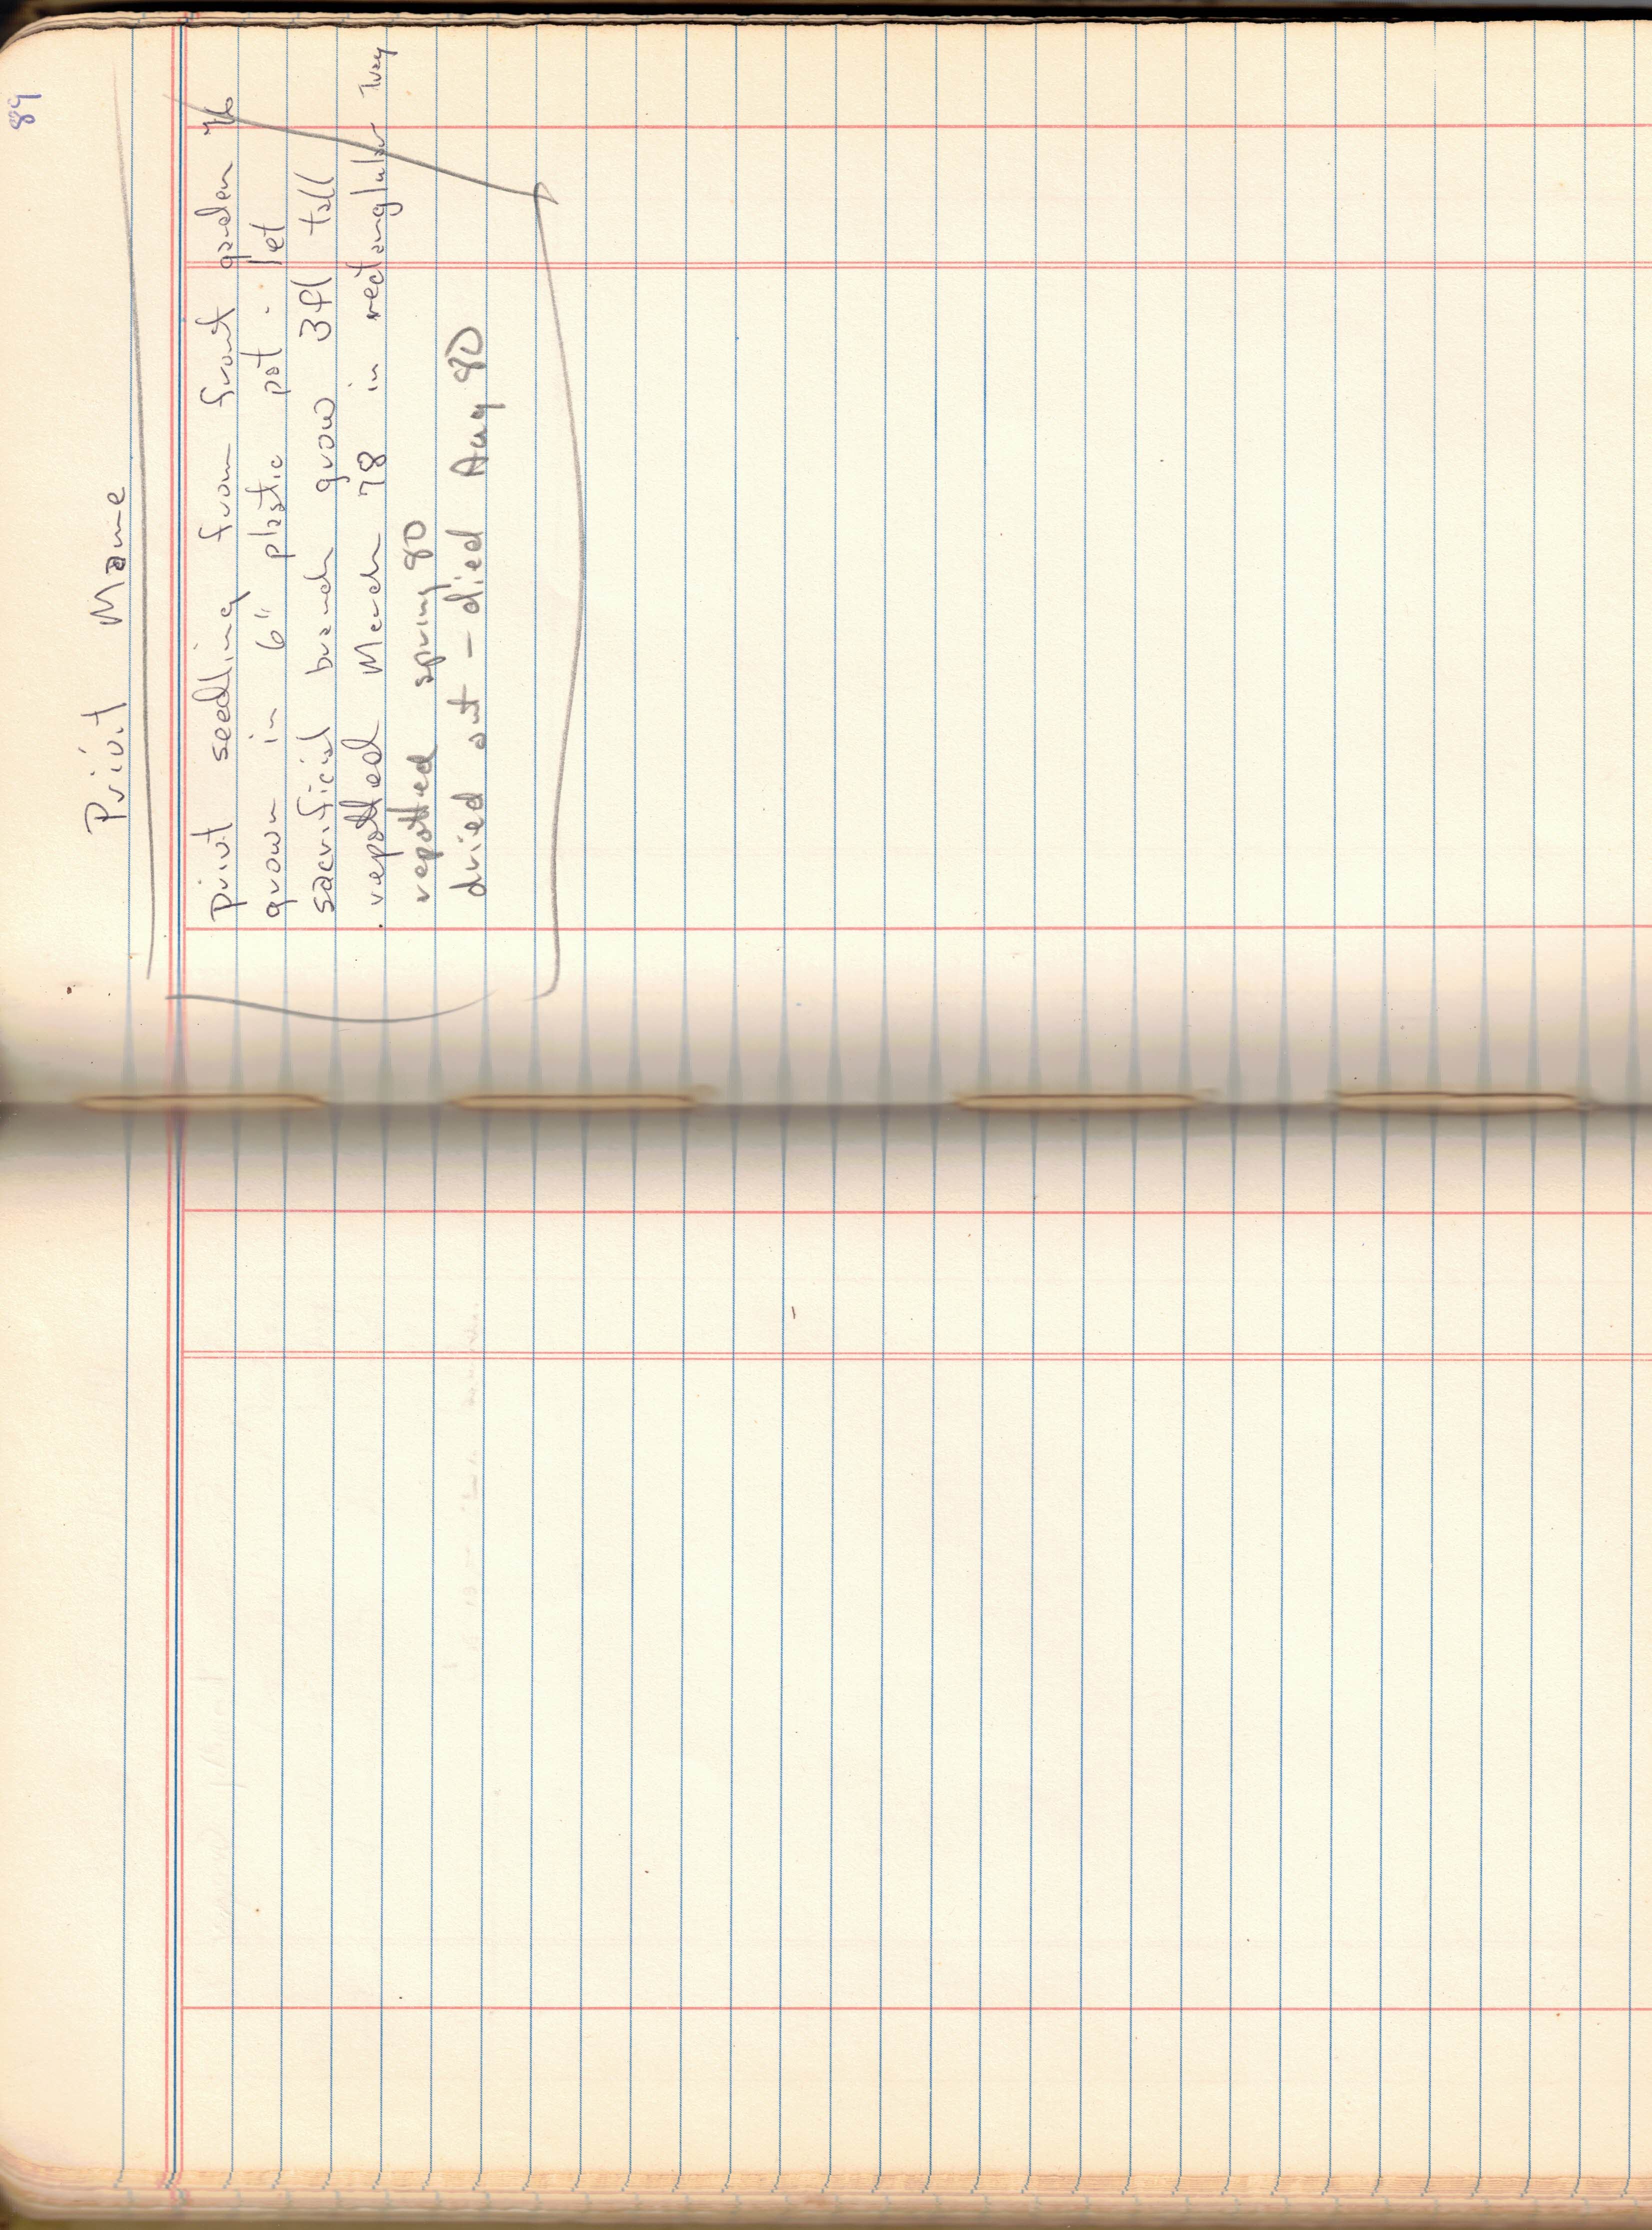 89
Privit Mame
privit seedling from front garden 76
grown in 6" plastic pot - let
sacrificial branch grow 3ft tall
repotted March 78 in rectanglular Tray
repotted spring 80
dried out - died Aug 80